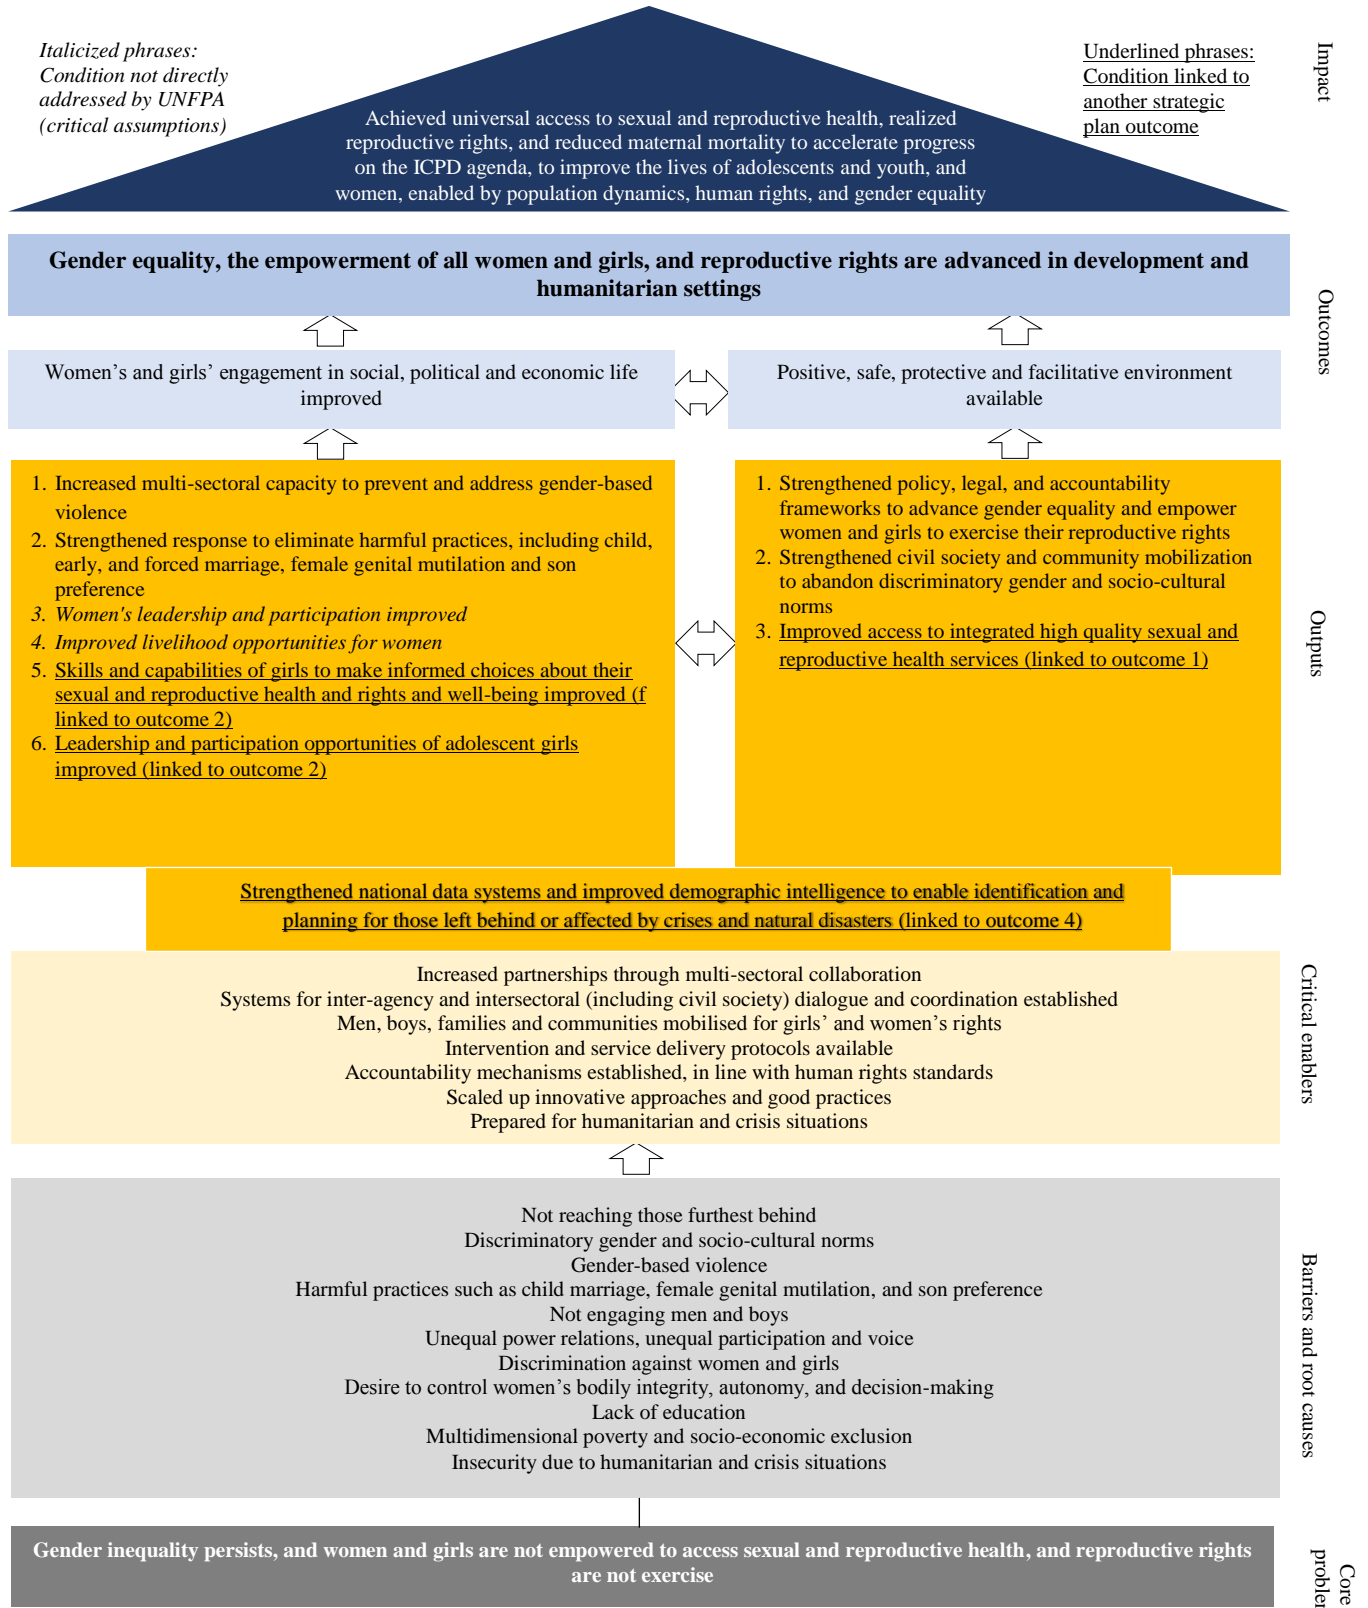 Italicized phrases:
Condition not directly
addressed by UNFPA
(critical assumptions)
Underlined phrases:
Condition linked to
another strategic
plan outcome
Impact
Achieved universal access to sexual and reproductive health, realized
reproductive rights, and reduced maternal mortality to accelerate progress
on the ICPD agenda, to improve the lives of adolescents and youth, and
women, enabled by population dynamics, human rights, and gender equality
Gender equality, the empowerment of all women and girls, and reproductive rights are advanced in development and
humanitarian settings
Outcomes
Women's and girls' engagement in social, political and economic life
improved
Positive, safe, protective and facilitative environment
available
1. Increased multi-sectoral capacity to prevent and address gender-based
violence
2. Strengthened response to eliminate harmful practices, including child,
early, and forced marriage, female genital mutilation and son
preference
3. Women's leadership and participation improved
4. Improved livelihood opportunities for women
5. Skills and capabilities of girls to make informed choices about their
sexual and reproductive health and rights and well-being improved (f
linked to outcome 2)
6. Leadership and participation opportunities of adolescent girls
improved (linked to outcome 2)
1. Strengthened policy, legal, and accountability
frameworks to advance gender equality and empower
women and girls to exercise their reproductive rights
2. Strengthened civil society and community mobilization
to abandon discriminatory gender and socio-cultural
norms
3. Improved access to integrated high quality sexual and
reproductive health services (linked to outcome 1)
Outputs
Strengthened national data systems and improved demographic intelligence to enable identification and
planning for those left behind or affected by crises and natural disasters (linked to outcome 4)
Increased partnerships through multi-sectoral collaboration
Systems for inter-agency and intersectoral (including civil society) dialogue and coordination established
Men, boys, families and communities mobilised for girls' and women's rights
Intervention and service delivery protocols available
Accountability mechanisms established, in line with human rights standards
Scaled up innovative approaches and good practices
Prepared for humanitarian and crisis situations
Critical enablers
Not reaching those furthest behind
Discriminatory gender and socio-cultural norms
Gender-based violence
Harmful practices such as child marriage, female genital mutilation, and son preference
Not engaging men and boys
Unequal power relations, unequal participation and voice
Discrimination against women and girls
Desire to control women's bodily integrity, autonomy, and decision-making
Lack of education
Multidimensional poverty and socio-economic exclusion
Insecurity due to humanitarian and crisis situations
Barriers and root causes
Gender inequality persists, and women and girls are not empowered to access sexual and reproductive health, and reproductive rights
are not exercise
Core